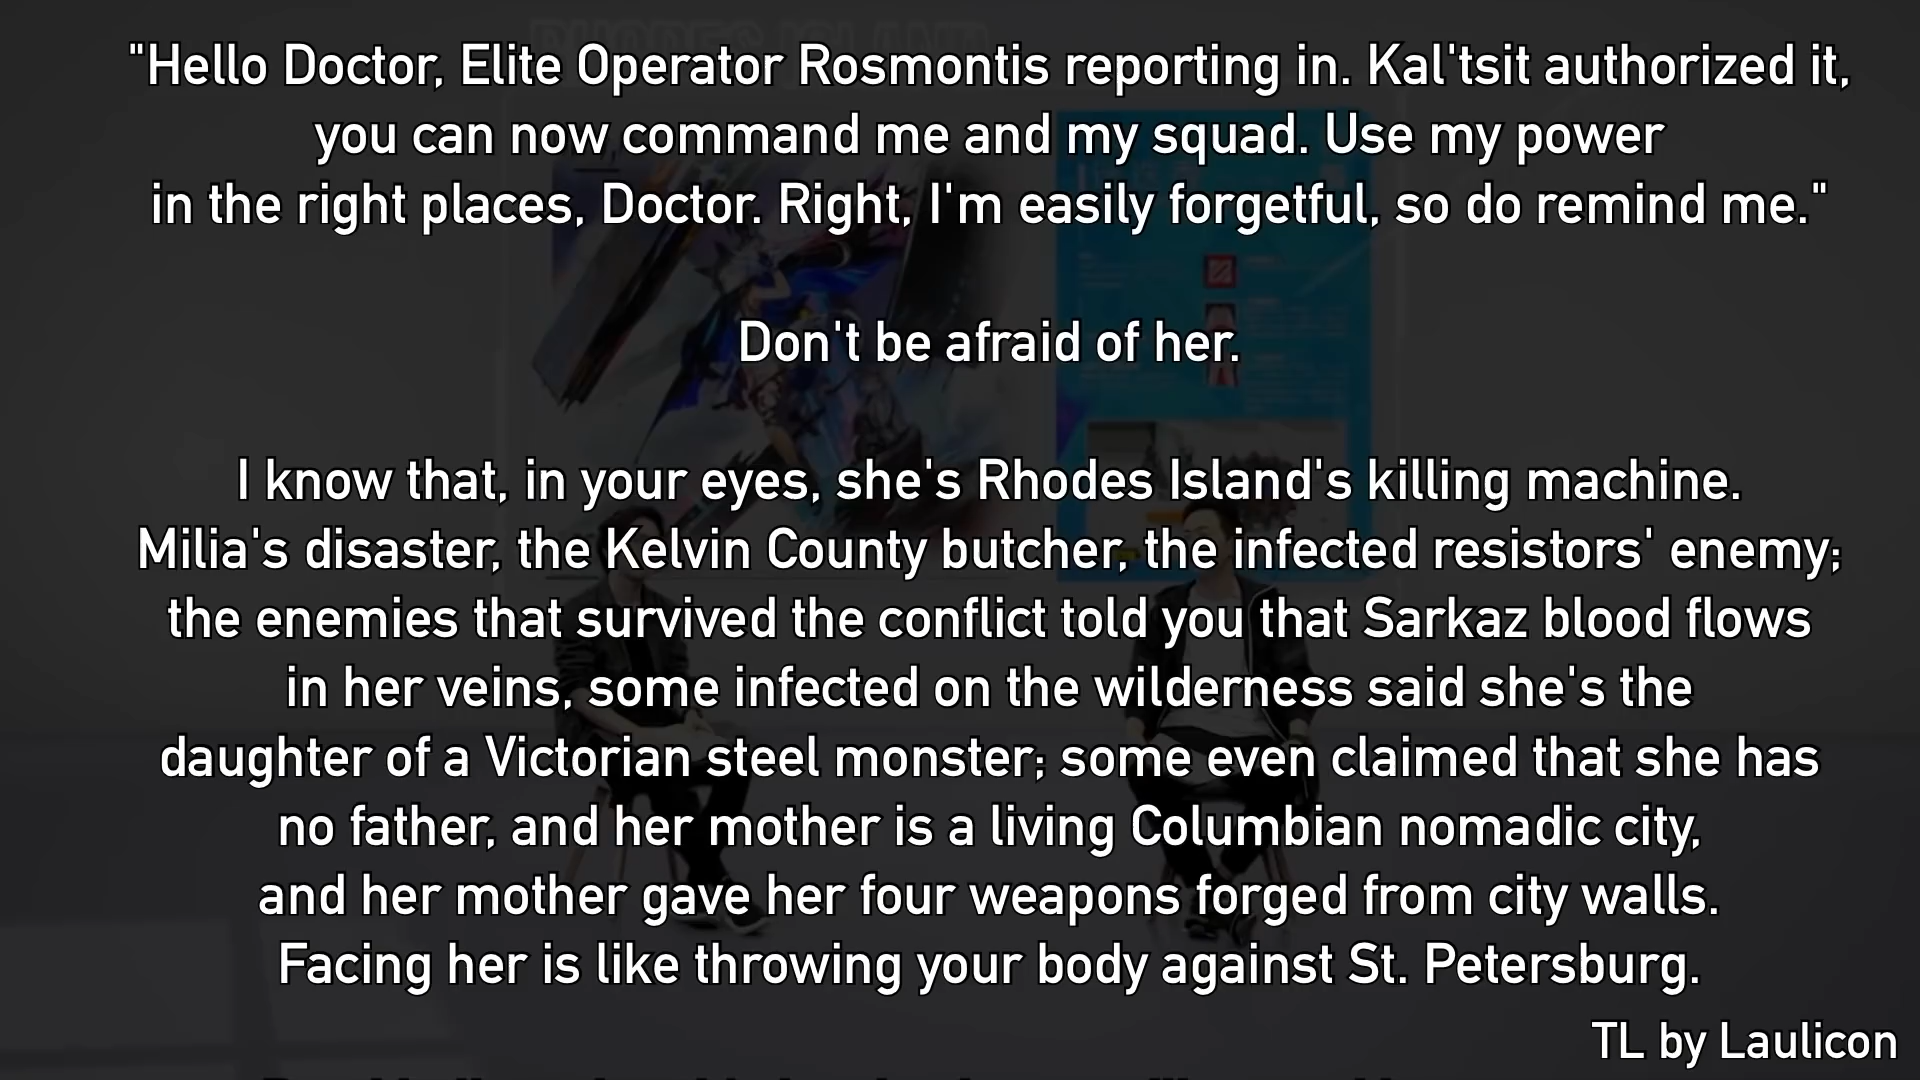 "Hello Doctor, Elite Operator Rosmontis reporting in. Kal'tsit authorized it,
you can now command me and my squad. Use my power
in the right places, Doctor. Right, I'm easily forgetful, so do remind me."
Don't be afraid of her.
I know that, in your eyes, she's Rhodes Island's killing machine.
Milia's disaster, the Kelvin County butcher, the infected resistors' enemy;
the enemies that survived the conflict told you that Sarkaz blood flows
in her veins, some infected on the wilderness said she's the
daughter of a Victorian steel monster; some even claimed that she has
no father, and her mother is a living Columbian nomadic city,
and her mother gave her four weapons forged from city walls.
Facing her is like throwing your body against St. Petersburg.
TL by Laulicon